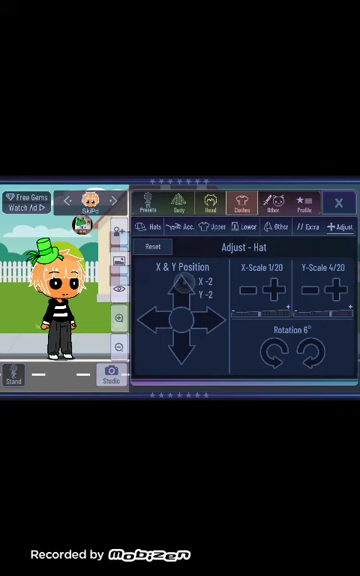 Free Gems
Watch Ad
Presets
Body
Head
Clothes
Other
Profile
X
Hats
Acc.
Upper
Lower
Other
Extra
Adjust
Reset
Adjust - Hat
X & Y Position
X-Scale 1/20
Y-Scale 4/20
X -2
Y -2
Rotation 6°
Stand
Studio
Recorded by Mobizen